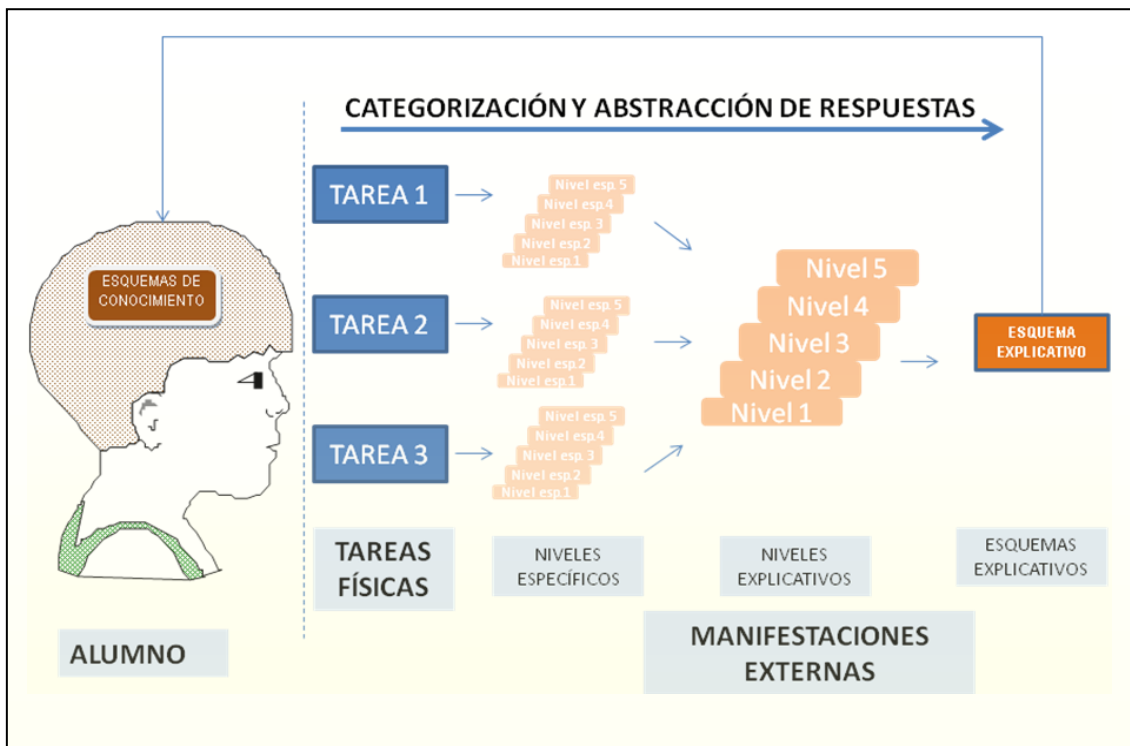 CATEGORIZACIÓN Y ABSTRACCIÓN DE RESPUESTAS
ESQUEMAS DE
CONOCIMIENTO
TAREA 1
Nivel esp.5
Nivel esp.4
Nivel esp.3
Nivel esp.2
Nivel esp.1
TAREA 2
Nivel esp.5
Nivel esp.4
Nivel esp.3
Nivel esp.2
Nivel esp.1
TAREA 3
Nivel esp.5
Nivel esp.4
Nivel esp.3
Nivel esp.2
Nivel esp.1
Nivel 5
Nivel 4
Nivel 3
Nivel 2
Nivel 1
ESQUEMA
EXPLICATIVO
TAREAS
FÍSICAS
NIVELES
ESPECÍFICOS
NIVELES
EXPLICATIVOS
ESQUEMAS
EXPLICATIVOS
ALUMNO
MANIFESTACIONES
EXTERNAS